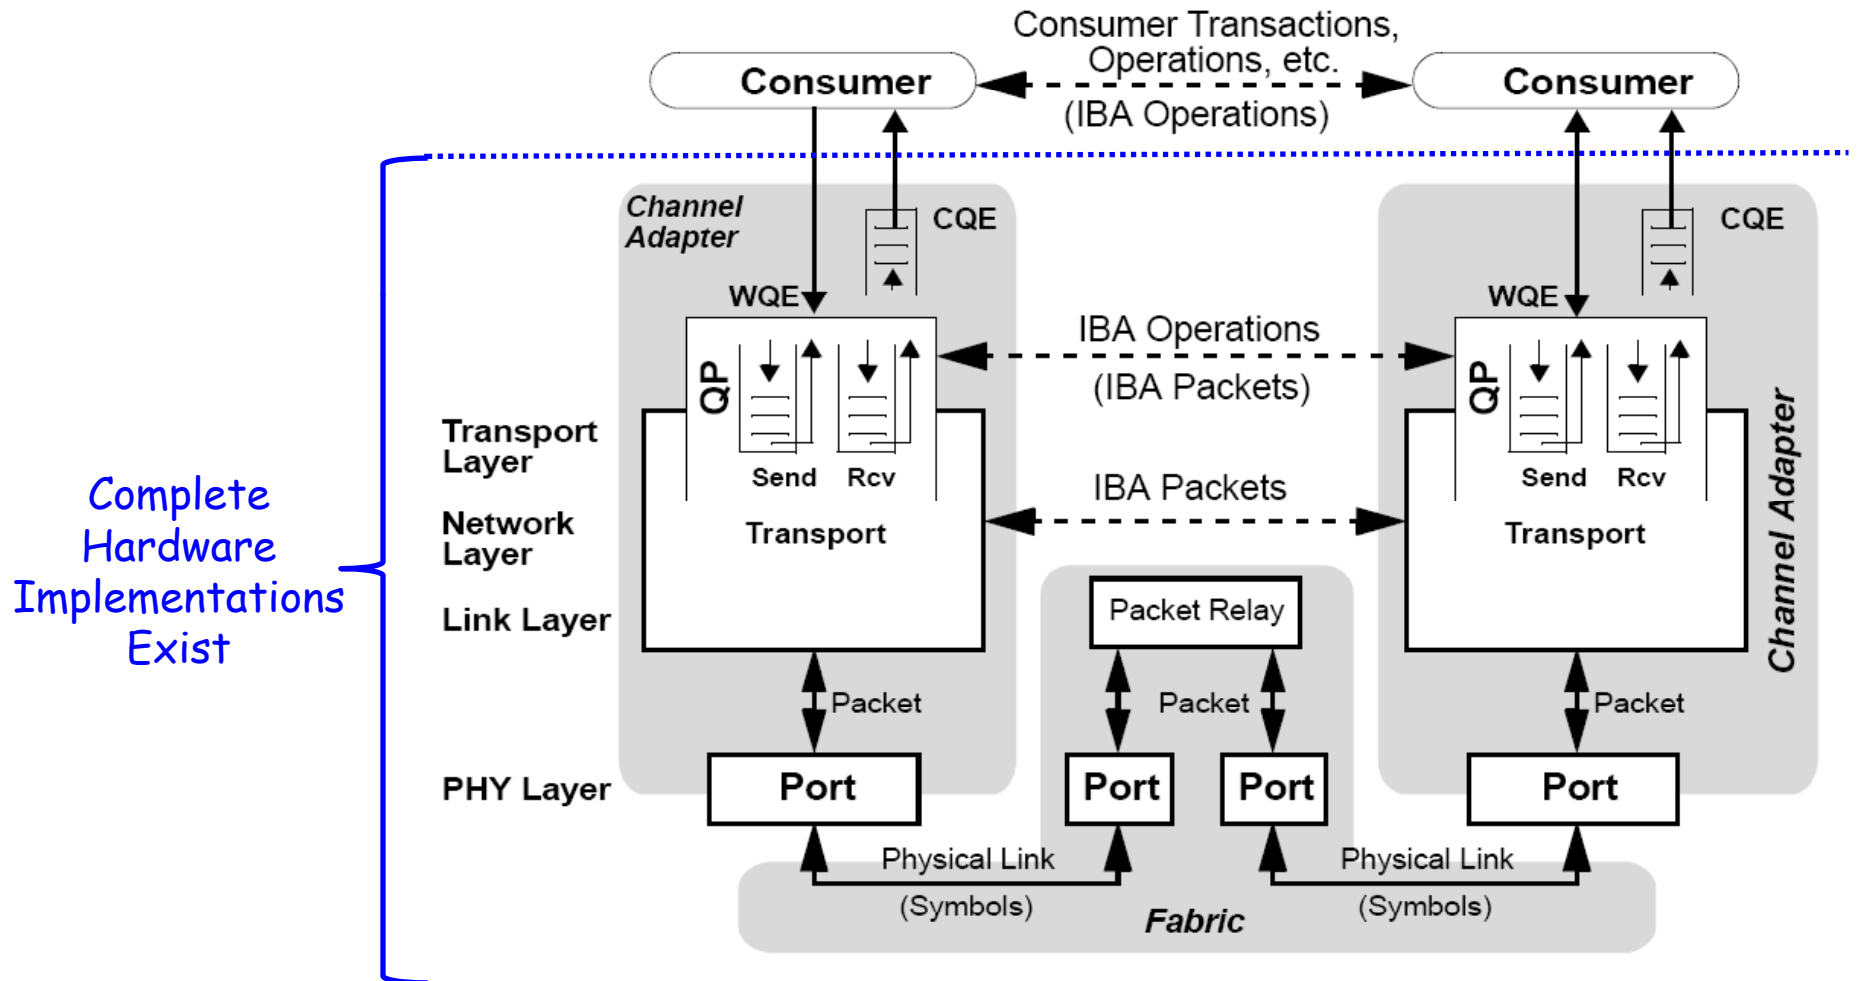 Consumer Transactions,
Operations, etc.
(IBA Operations)
Consumer
Consumer
Channel
Adapter
CQE
CQE
WQE
WQE
IBA Operations
(IBA Packets)
QP
QP
Send
Rcv
Send
Rcv
Transport
Layer
IBA Packets
Network
Layer
Transport
Transport
Channel Adapter
Complete
Hardware
Implementations
Exist
Link Layer
Packet Relay
Packet
Packet
Packet
PHY Layer
Port
Port
Port
Port
Physical Link
(Symbols)
Physical Link
(Symbols)
Fabric